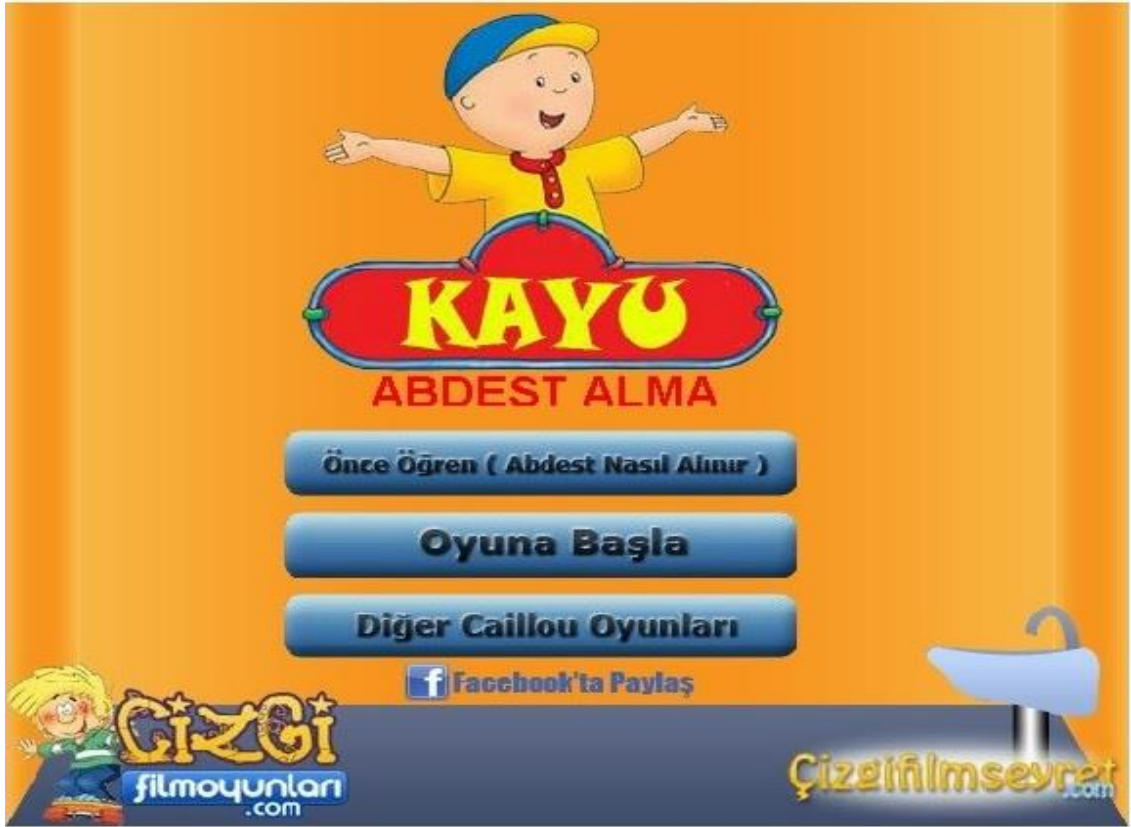 KAYU
ABDEST ALMA
Önce Öğren ( Abdest Nasıl Alınır )
Oyuna Başla
Diğer Caillou Oyunları
f Facebook'ta Paylaş
ÇİZGİ
filmoyunları
.com
Çizgifilmseyret
.com